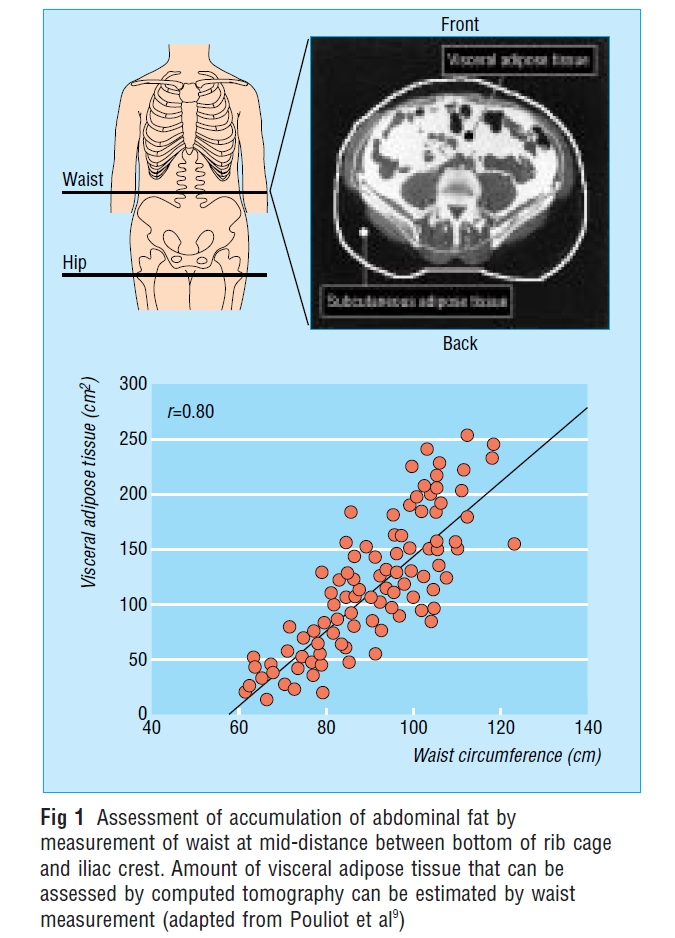 Front
Visceral adipose tissue
Waist
Hip
Subcutaneous adipose tissue
Back
Visceral adipose tissue (cm²)
300
250
200
150
100
50
0
r=0.80
40 60 80 100 120 140
Waist circumference (cm)
Fig 1 Assessment of accumulation of abdominal fat by
measurement of waist at mid-distance between bottom of rib cage
and iliac crest. Amount of visceral adipose tissue that can be
assessed by computed tomography can be estimated by waist
measurement (adapted from Pouliot et al⁹)